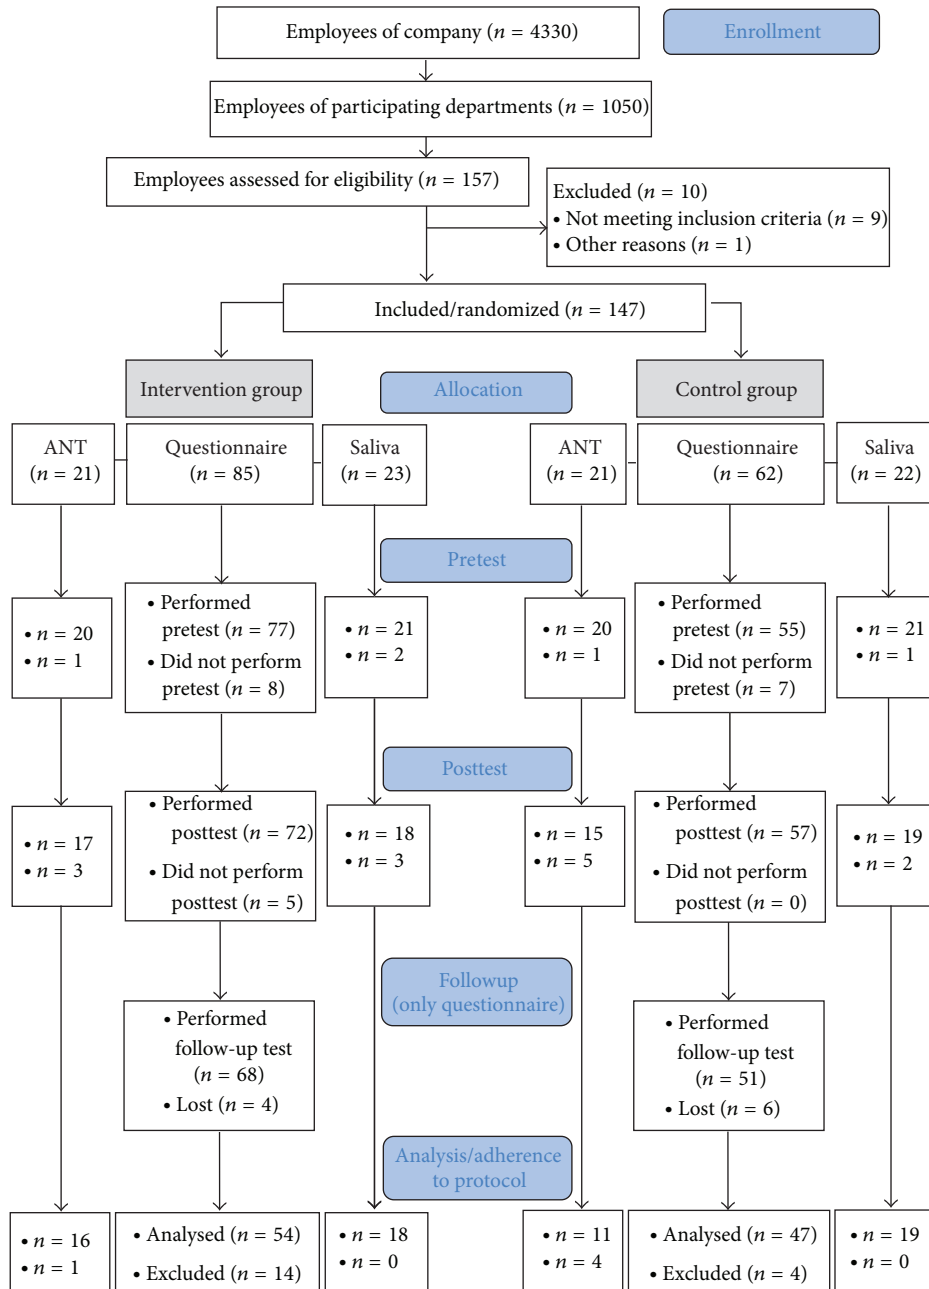 Employees of company (n = 4330)
Enrollment
Employees of participating departments (n = 1050)
Employees assessed for eligibility (n = 157)
Excluded (n = 10)
• Not meeting inclusion criteria (n = 9)
• Other reasons (n = 1)
Included/randomized (n = 147)
Intervention group
Allocation
Control group
ANT
(n = 21)
Questionnaire
(n = 85)
Saliva
(n = 23)
ANT
(n = 21)
Questionnaire
(n = 62)
Saliva
(n = 22)
Pretest
• n = 20
• n = 1
• Performed
pretest (n = 77)
• Did not perform
pretest (n = 8)
• n = 21
• n = 2
• n = 20
• n = 1
• Performed
pretest (n = 55)
• Did not perform
pretest (n = 7)
• n = 21
• n = 1
Posttest
• n = 17
• n = 3
• Performed
posttest (n = 72)
• Did not perform
posttest (n = 5)
• n = 18
• n = 3
• n = 15
• n = 5
• Performed
posttest (n = 57)
• Did not perform
posttest (n = 0)
• n = 19
• n = 2
Followup
(only questionnaire)
• Performed
follow-up test
(n = 68)
• Lost (n = 4)
• Performed
follow-up test
(n = 51)
• Lost (n = 6)
Analysis/adherence
to protocol
• n = 16
• n = 1
• Analysed (n = 54)
• Excluded (n = 14)
• n = 18
• n = 0
• n = 11
• n = 4
• Analysed (n = 47)
• Excluded (n = 4)
• n = 19
• n = 0